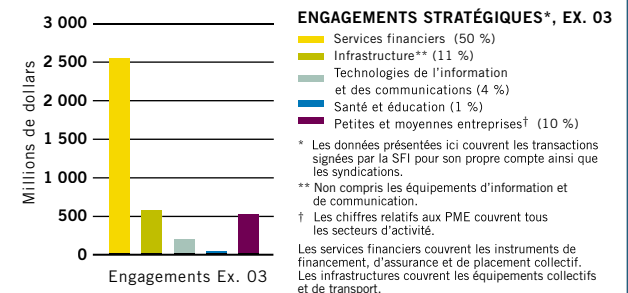 3 000
2 500
2 000
1 500
1 000
500
0
Millions de dollars
Engagements Ex. 03
ENGAGEMENTS STRATÉGIQUES*, EX. 03
Services financiers (50 %)
Infrastructure** (11 %)
Technologies de l'information
et des communications (4 %)
Santé et éducation (1 %)
Petites et moyennes entreprises† (10 %)
* Les données présentées ici couvrent les transactions
signées par la SFI pour son propre compte ainsi que
les syndications.
** Non compris les équipements d'information et
de communication.
† Les chiffres relatifs aux PME couvrent tous
les secteurs d'activité.
Les services financiers couvrent les instruments de
financement, d'assurance et de placement collectif.
Les infrastructures couvrent les équipements collectifs
et de transport.